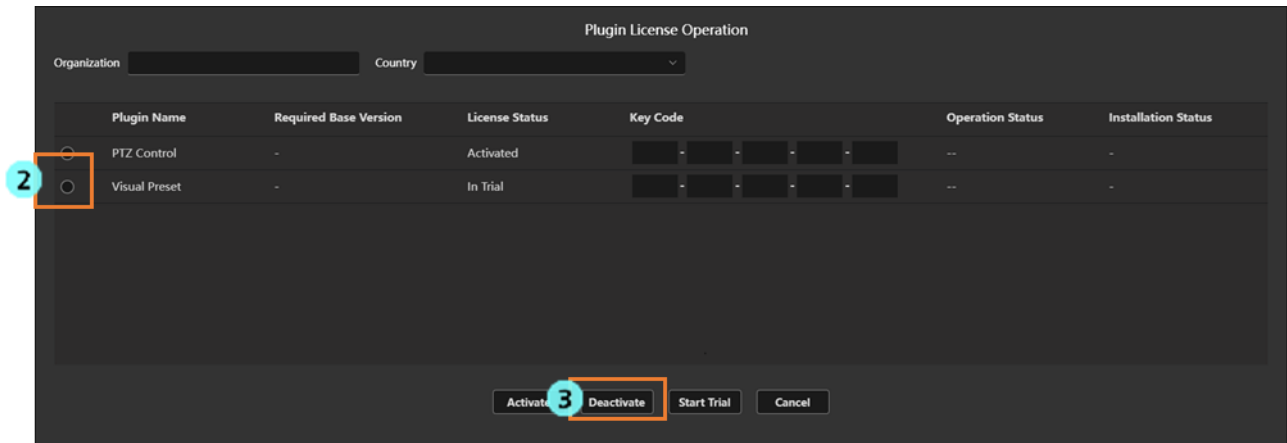 Plugin License Operation
Organization Country
Plugin Name Required Base Version License Status Key Code Operation Status Installation Status
PTZ Control - Activated - - - - -- -
2
Visual Preset - In Trial - - - - -- -
Activate 3 Deactivate Start Trial Cancel